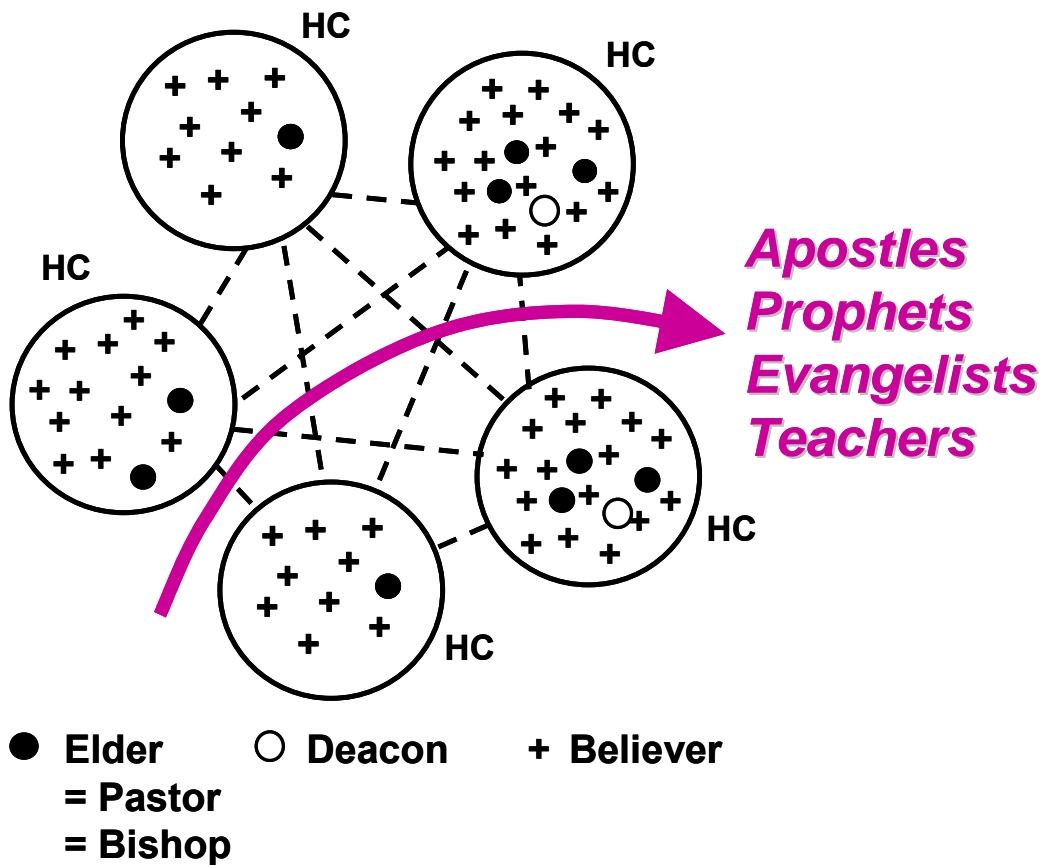 HC
HC
HC
Apostles
Prophets
Evangelists
Teachers
HC
HC
Elder Deacon + Believer
= Pastor
= Bishop